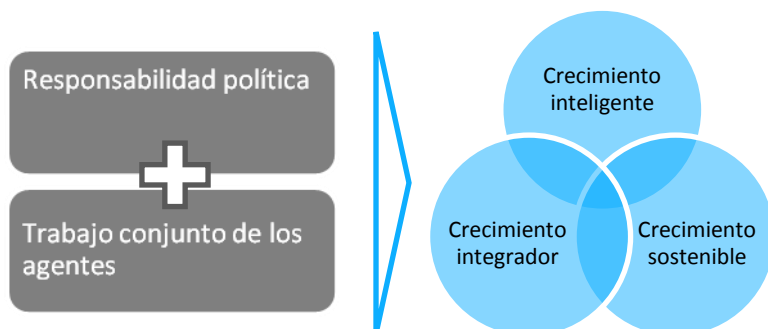 Responsabilidad política
Trabajo conjunto de los
agentes
Crecimiento
inteligente
Crecimiento
integrador
Crecimiento
sostenible